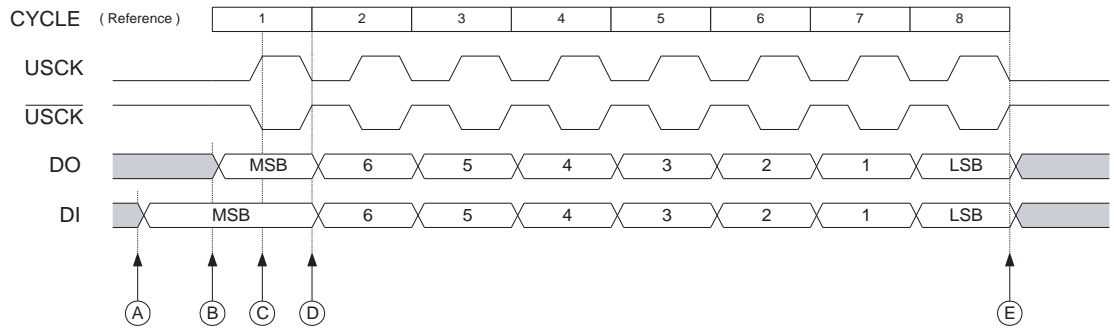 CYCLE ( Reference ) 1 2 3 4 5 6 7 8
USCK
USCK
DO MSB 6 5 4 3 2 1 LSB
DI MSB 6 5 4 3 2 1 LSB
A B C D E